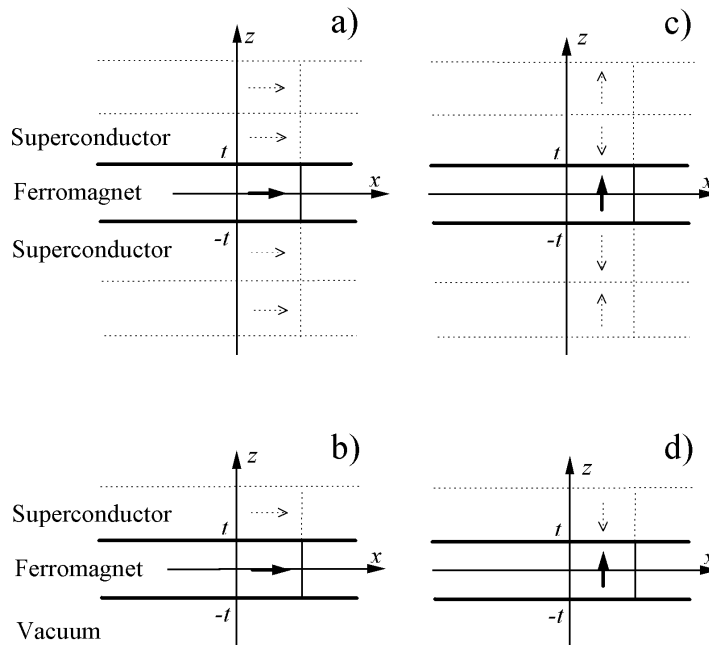 a)
z
Superconductor
t
Ferromagnet
x
-t
Superconductor
c)
z
t
x
-t
b)
z
Superconductor
t
Ferromagnet
x
-t
Vacuum
d)
z
t
x
-t